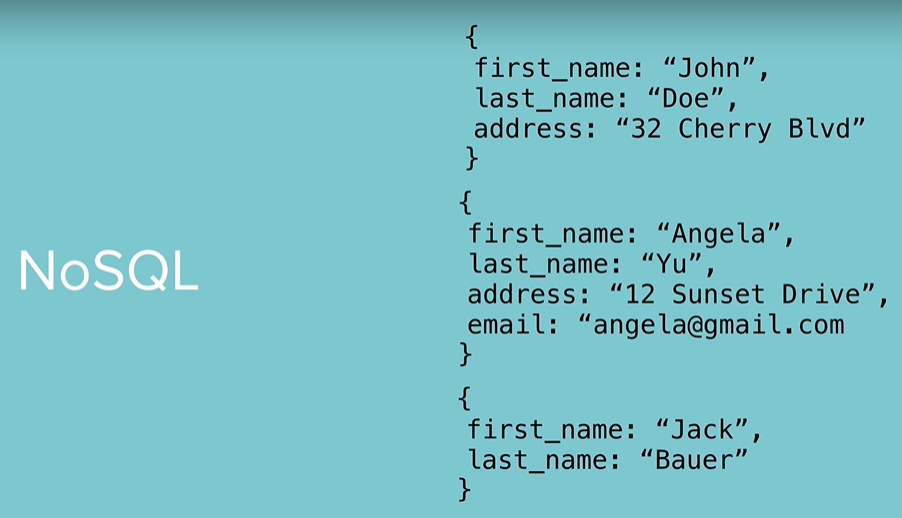 NoSQL
{
first_name: “John”,
last_name: “Doe”,
address: “32 Cherry Blvd”
}
{
first_name: “Angela”,
last_name: “Yu”,
address: “12 Sunset Drive”,
email: “angela@gmail.com
}
{
first_name: “Jack”,
last_name: “Bauer”
}